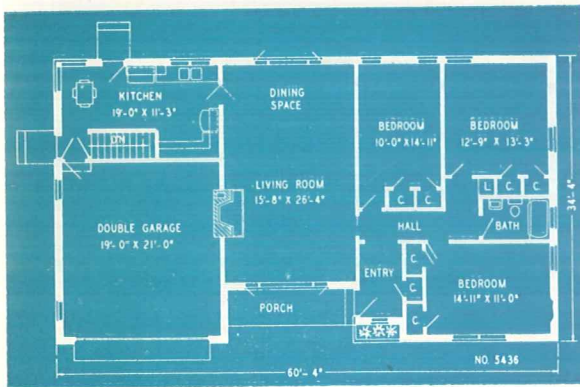 KITCHEN
19'-0" X 11'-3"
DN
DINING
SPACE
BEDROOM
10'-0" X 14'-11"
BEDROOM
12'-9" X 13'-3"
LIVING ROOM
15'-8" X 26'-4"
C.
C.
L.
C.
C.
BATH
HALL
DOUBLE GARAGE
19'-0" X 21'-0"
ENTRY
C.
C.
C.
BEDROOM
14'-11" X 11'-0"
PORCH
34'-4"
NO. 5436
60'-4"